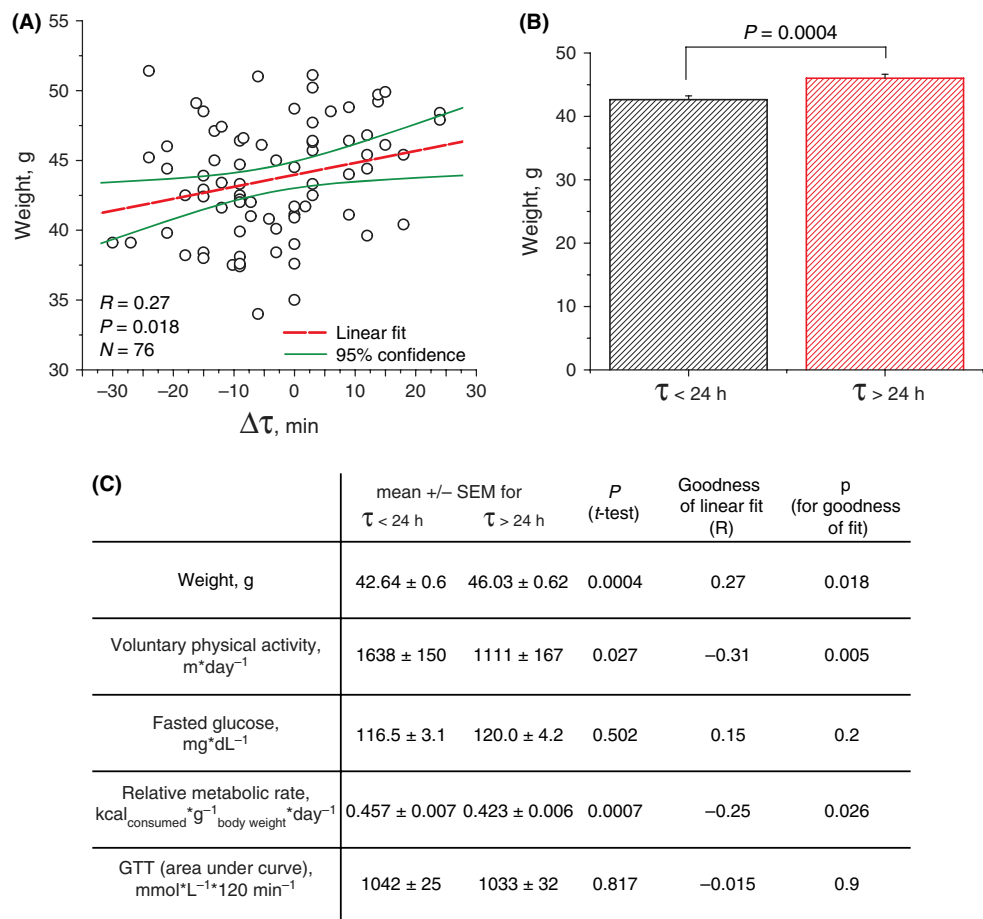 (A)
55
50
45
40
35
30
Weight, g
R = 0.27
P = 0.018
N = 76
Linear fit
95% confidence
−30
−20
−10
0
10
20
30
Δτ, min
(B)
P = 0.0004
50
40
30
20
10
0
Weight, g
τ < 24 h
τ > 24 h
(C)
mean +/− SEM for
τ < 24 h
τ > 24 h
P
(t-test)
Goodness
of linear fit
(R)
p
(for goodness
of fit)
Weight, g
42.64 ± 0.6
46.03 ± 0.62
0.0004
0.27
0.018
Voluntary physical activity,
m*day⁻¹
1638 ± 150
1111 ± 167
0.027
−0.31
0.005
Fasted glucose,
mg*dL⁻¹
116.5 ± 3.1
120.0 ± 4.2
0.502
0.15
0.2
Relative metabolic rate,
kcal consumed*g⁻¹ body weight*day⁻¹
0.457 ± 0.007
0.423 ± 0.006
0.0007
−0.25
0.026
GTT (area under curve),
mmol*L⁻¹*120 min⁻¹
1042 ± 25
1033 ± 32
0.817
−0.015
0.9